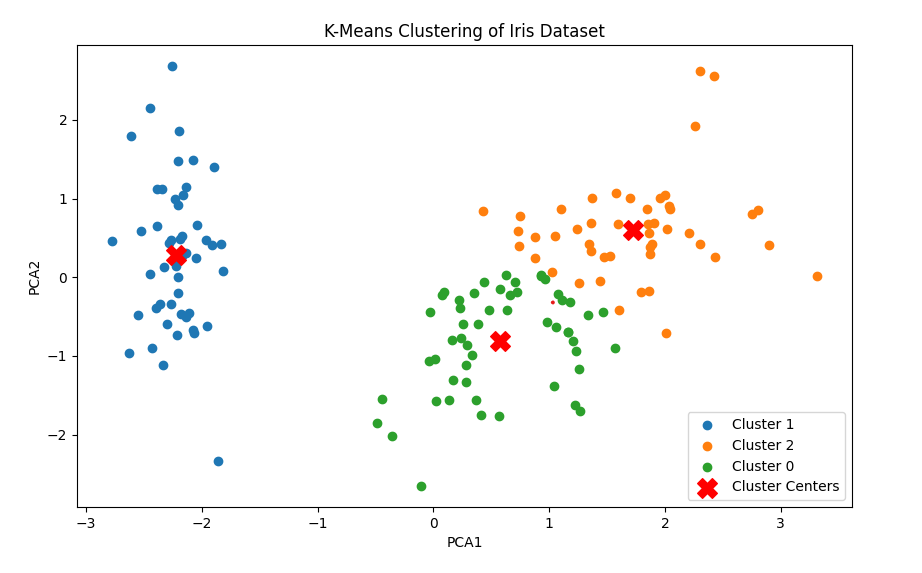 K-Means Clustering of Iris Dataset
2
1
0
−1
−2
PCA2
−3
−2
−1
0
1
2
3
PCA1
Cluster 1
Cluster 2
Cluster 0
Cluster Centers